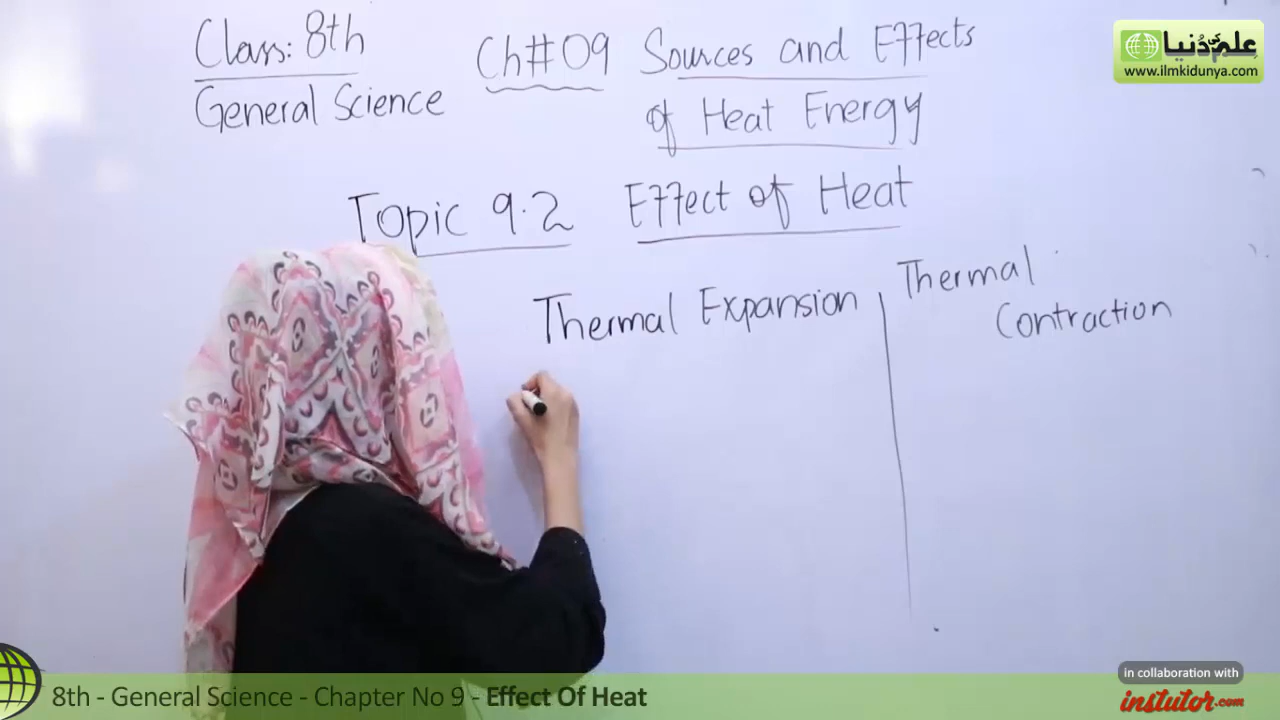 Class: 8th
General Science
Ch#09 Sources and Effects
of Heat Energy
Topic 9.2 Effect of Heat
Thermal Expansion
Thermal
Contraction
علم کی دُنیا
www.ilmkidunya.com
8th - General Science - Chapter No 9 - Effect Of Heat
in collaboration with
instutor.com